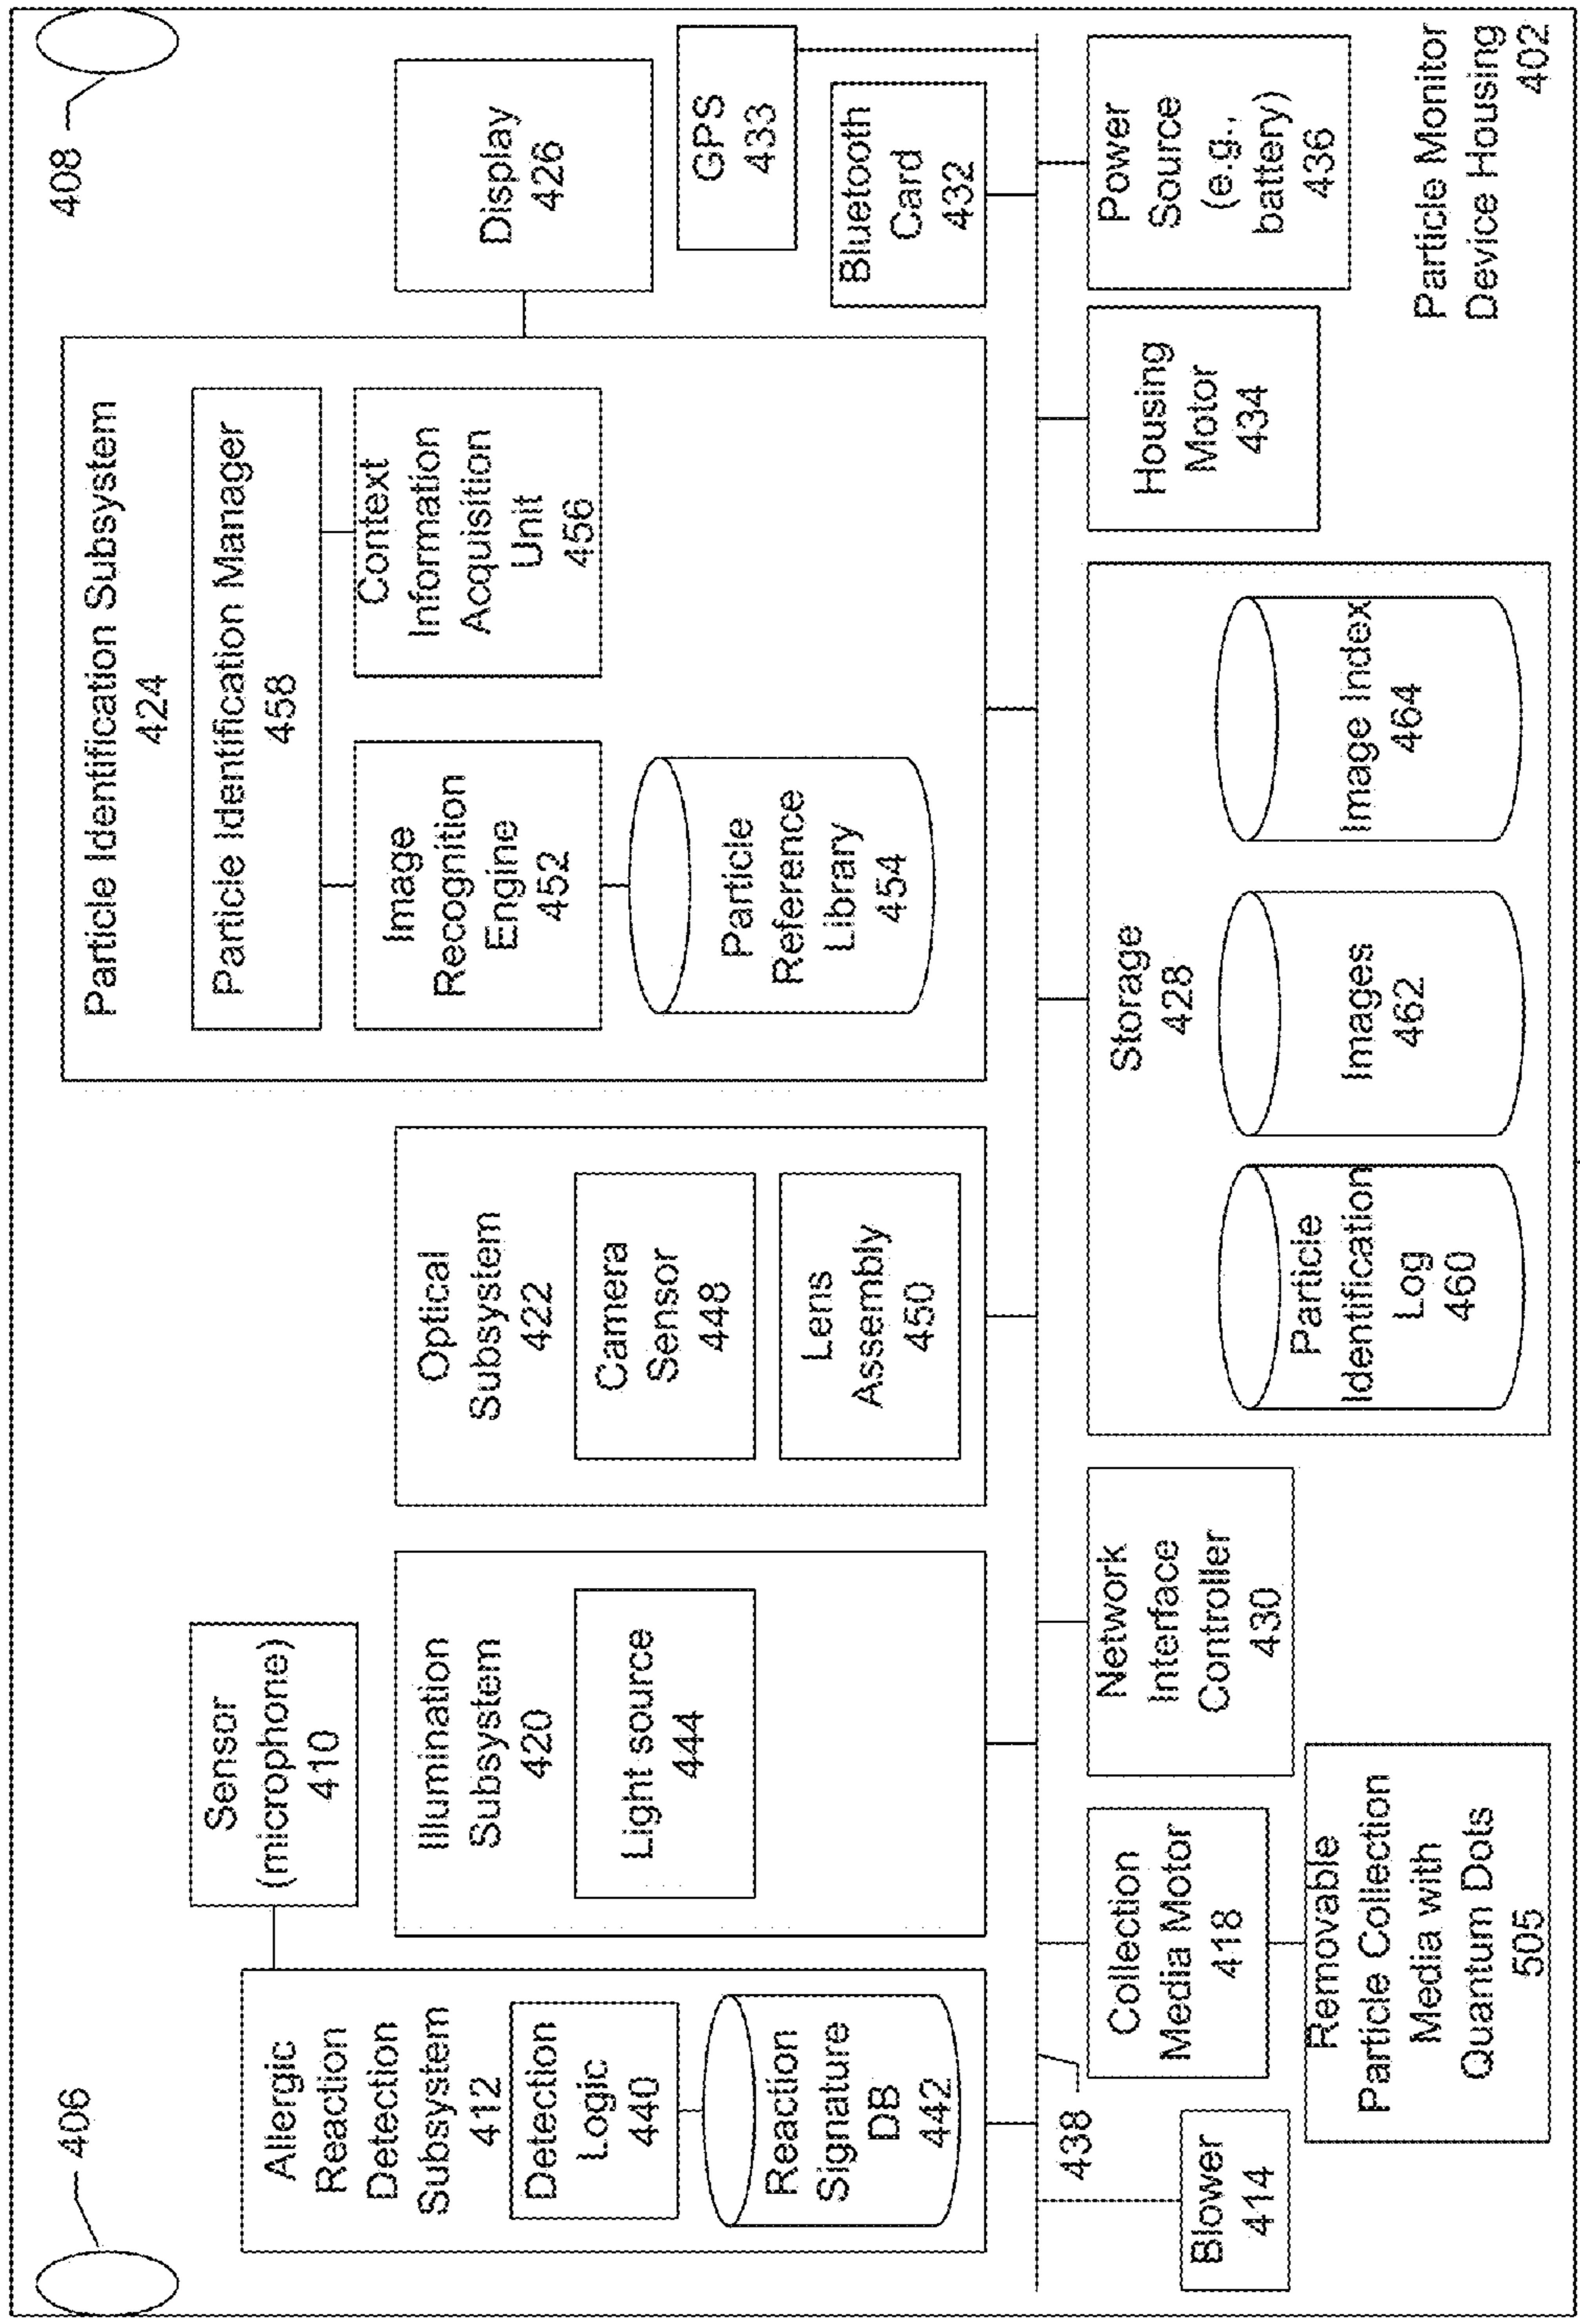 406
408
Sensor
(microphone)
410
Allergic
Reaction
Detection
Subsystem
412
Detection
Logic
440
Reaction
Signature
DB
442
Illumination
Subsystem
420
Light source
444
Optical
Subsystem
422
Camera
Sensor
448
Lens
Assembly
450
Particle Identification Subsystem
424
Particle Identification Manager
458
Image
Recognition
Engine
452
Context
Information
Acquisition
Unit
456
Particle
Reference
Library
454
Display
426
GPS
433
Bluetooth
Card
432
438
Blower
414
Collection
Media Motor
418
Removable
Particle Collection
Media with
Quantum Dots
505
Network
Interface
Controller
430
Storage
428
Particle
Identification
Log
460
Images
462
Image Index
464
Housing
Motor
434
Power
Source
(e.g.,
battery)
436
Particle Monitor
Device Housing
402